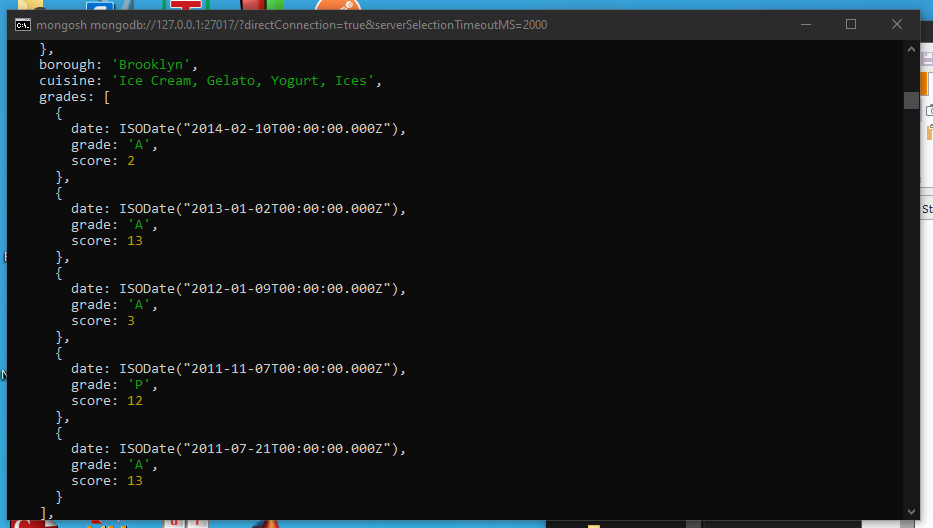 mongosh mongodb://127.0.0.1:27017/?directConnection=true&serverSelectionTimeoutMS=2000
},
borough: 'Brooklyn',
cuisine: 'Ice Cream, Gelato, Yogurt, Ices',
grades: [
{
date: ISODate("2014-02-10T00:00:00.000Z"),
grade: 'A',
score: 2
},
{
date: ISODate("2013-01-02T00:00:00.000Z"),
grade: 'A',
score: 13
},
{
date: ISODate("2012-01-09T00:00:00.000Z"),
grade: 'A',
score: 3
},
{
date: ISODate("2011-11-07T00:00:00.000Z"),
grade: 'P',
score: 12
},
{
date: ISODate("2011-07-21T00:00:00.000Z"),
grade: 'A',
score: 13
}
],
St